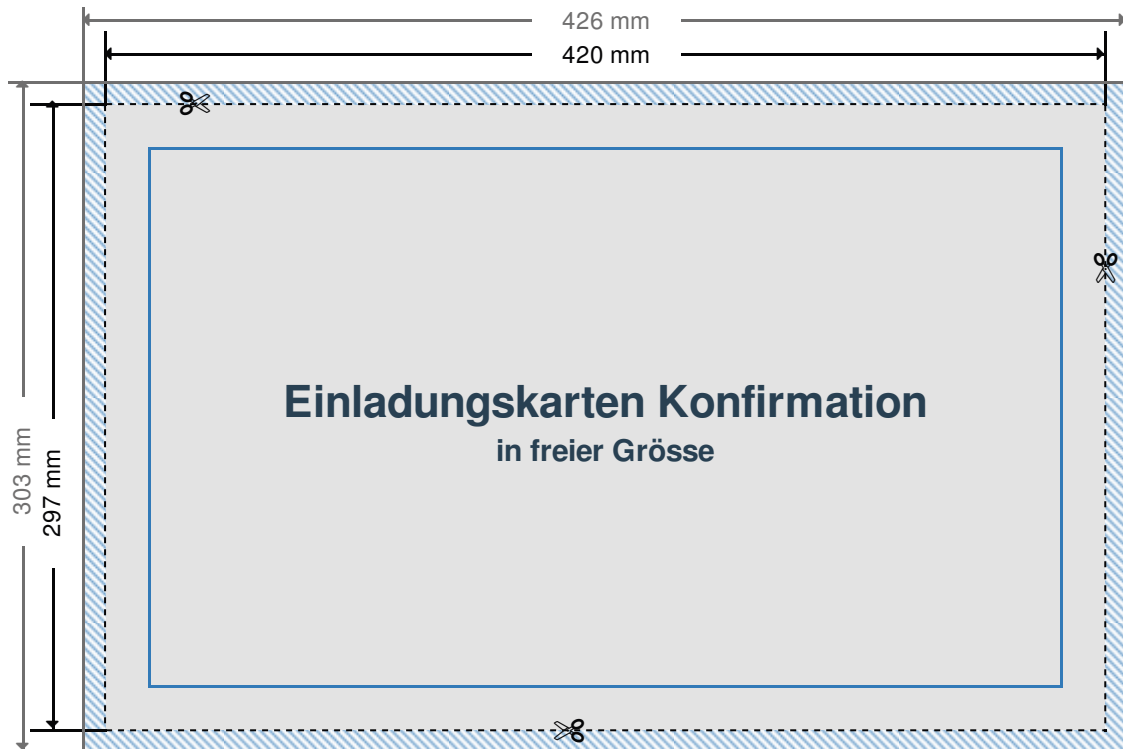 426 mm
420 mm
303 mm
297 mm
Einladungskarten Konfirmation
in freier Grösse